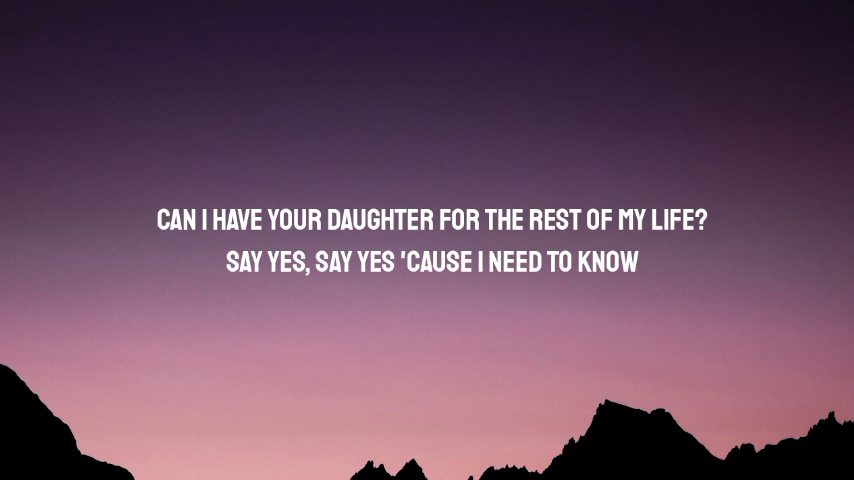 CAN I HAVE YOUR DAUGHTER FOR THE REST OF MY LIFE?
SAY YES, SAY YES 'CAUSE I NEED TO KNOW